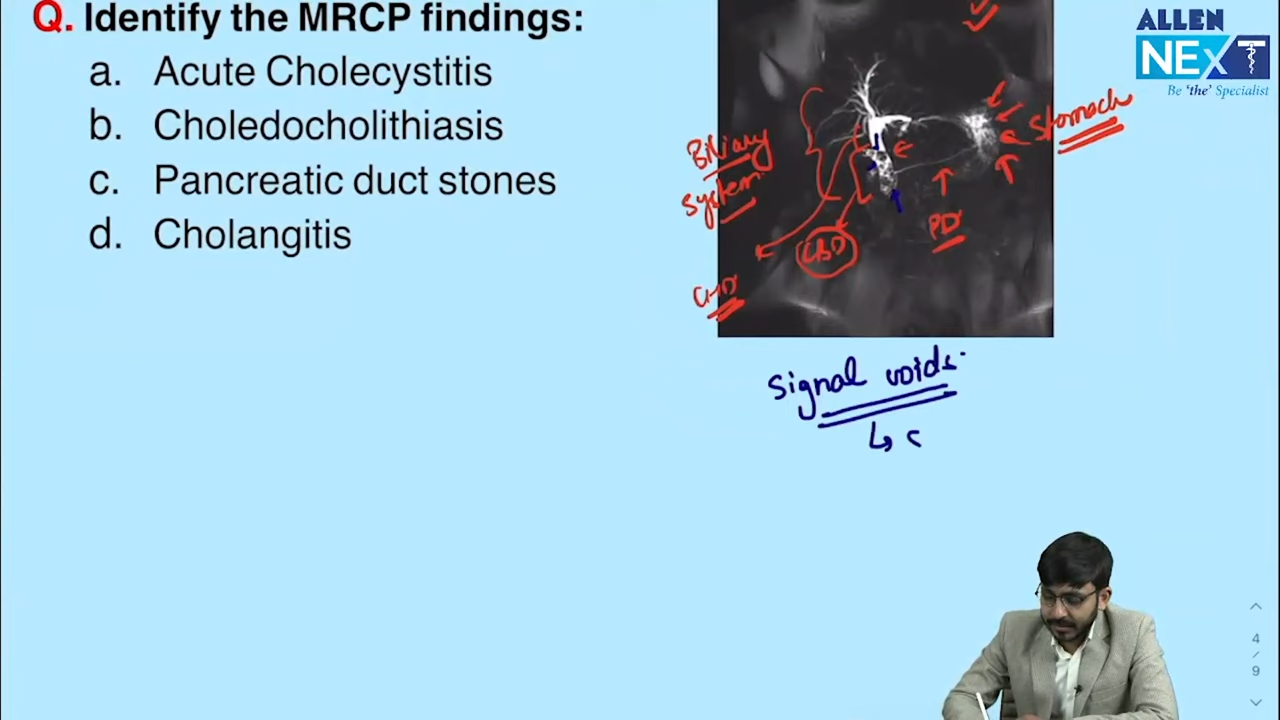 Q. Identify the MRCP findings:
a. Acute Cholecystitis
b. Choledocholithiasis
c. Pancreatic duct stones
d. Cholangitis
Biliary
system
CHD
CBD
PD
Stomach
Signal voids.
↳ c
ALLEN
NEXT
Be 'the' Specialist
4
/
9